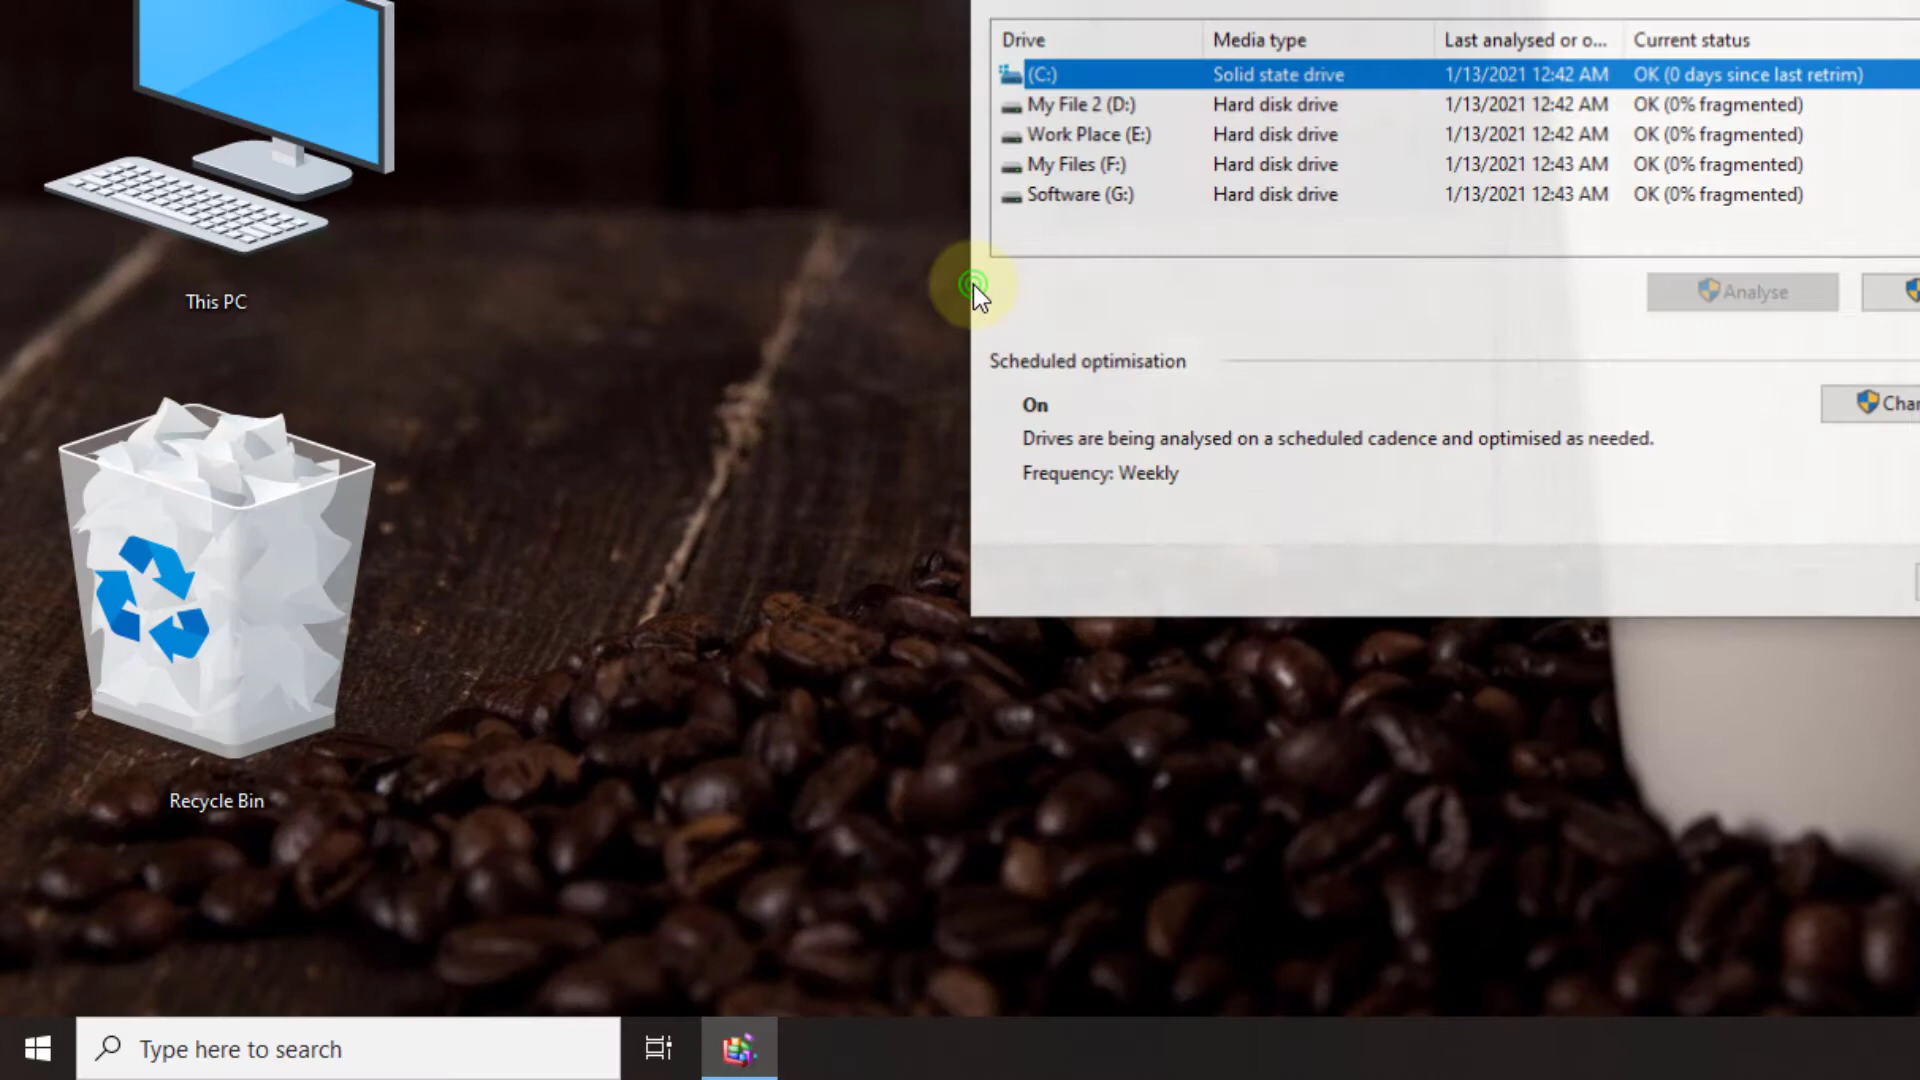 Drive Media type Last analysed or o... Current status
(C:) Solid state drive 1/13/2021 12:42 AM OK (0 days since last retrim)
My File 2 (D:) Hard disk drive 1/13/2021 12:42 AM OK (0% fragmented)
Work Place (E:) Hard disk drive 1/13/2021 12:42 AM OK (0% fragmented)
My Files (F:) Hard disk drive 1/13/2021 12:43 AM OK (0% fragmented)
Software (G:) Hard disk drive 1/13/2021 12:43 AM OK (0% fragmented)
Analyse
Scheduled optimisation
On
Drives are being analysed on a scheduled cadence and optimised as needed.
Frequency: Weekly
This PC
Recycle Bin
Type here to search